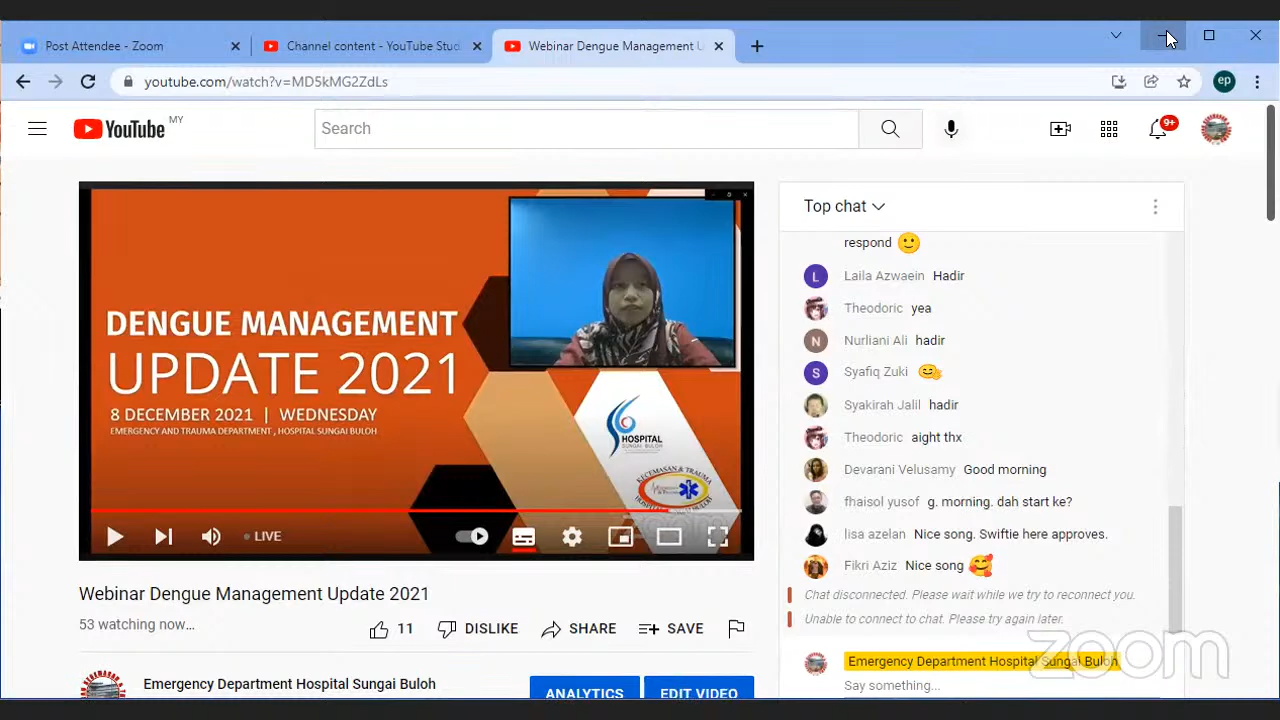 Post Attendee - Zoom
Channel content - YouTube Stud
Webinar Dengue Management U
youtube.com/watch?v=MD5kMG2ZdLs
ep
YouTube
MY
Search
9+
DENGUE MANAGEMENT
UPDATE 2021
8 DECEMBER 2021 | WEDNESDAY
EMERGENCY AND TRAUMA DEPARTMENT , HOSPITAL SUNGAI BULOH
HOSPITAL
SUNGAI BULOH
KECEMASAN & TRAUMA
LIVE
Webinar Dengue Management Update 2021
53 watching now...
11
DISLIKE
SHARE
SAVE
Emergency Department Hospital Sungai Buloh
ANALYTICS
EDIT VIDEO
Top chat
respond
L
Laila Azwaein Hadir
Theodoric yea
N
Nurliani Ali hadir
S
Syafiq Zuki
Syakirah Jalil hadir
Theodoric aight thx
Devarani Velusamy Good morning
fhaisol yusof g. morning. dah start ke?
lisa azelan Nice song. Swiftie here approves.
Fikri Aziz Nice song
Chat disconnected. Please wait while we try to reconnect you.
Unable to connect to chat. Please try again later.
Emergency Department Hospital Sungai Buloh
Say something...
zoom